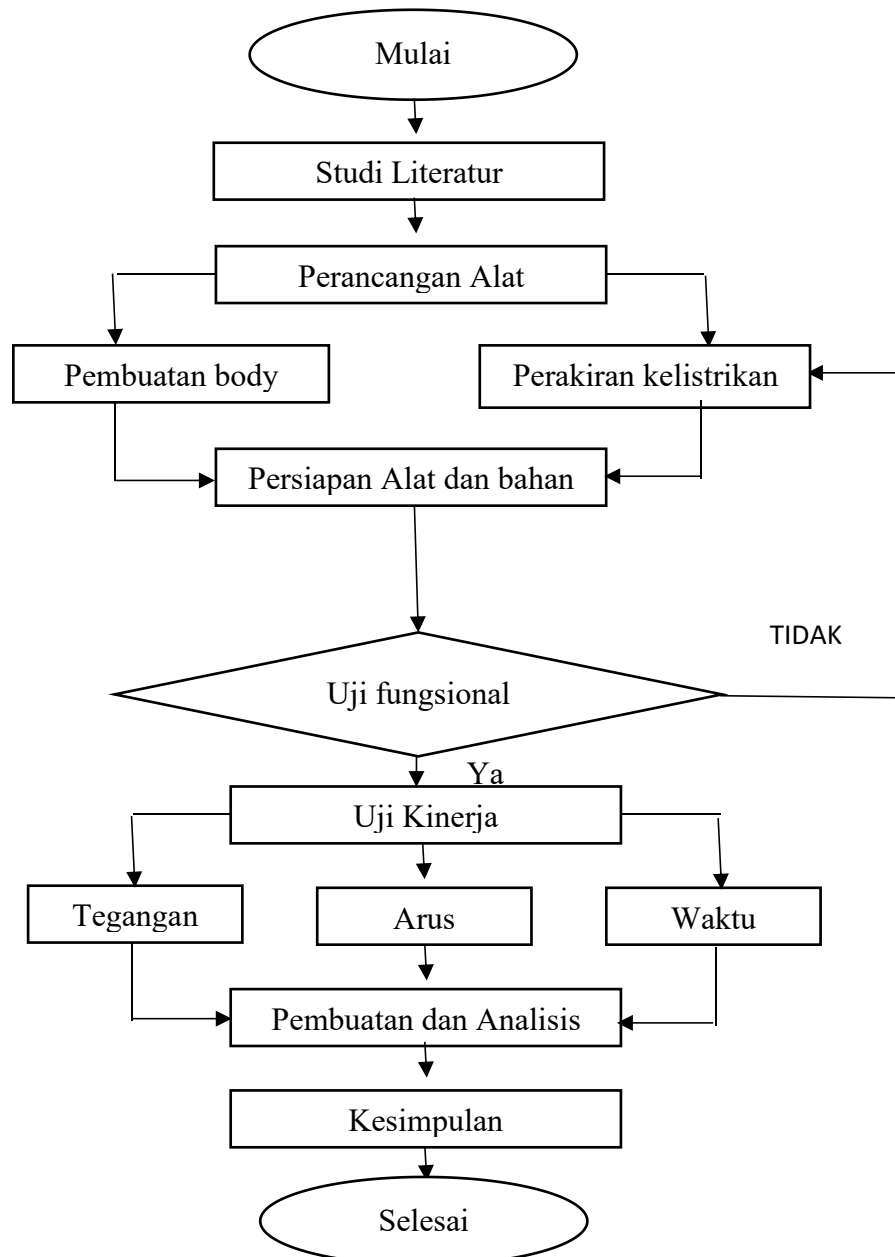 Mulai
Studi Literatur
Perancangan Alat
Pembuatan body
Perakiran kelistrikan
Persiapan Alat dan bahan
TIDAK
Uji fungsional
Ya
Uji Kinerja
Tegangan
Arus
Waktu
Pembuatan dan Analisis
Kesimpulan
Selesai